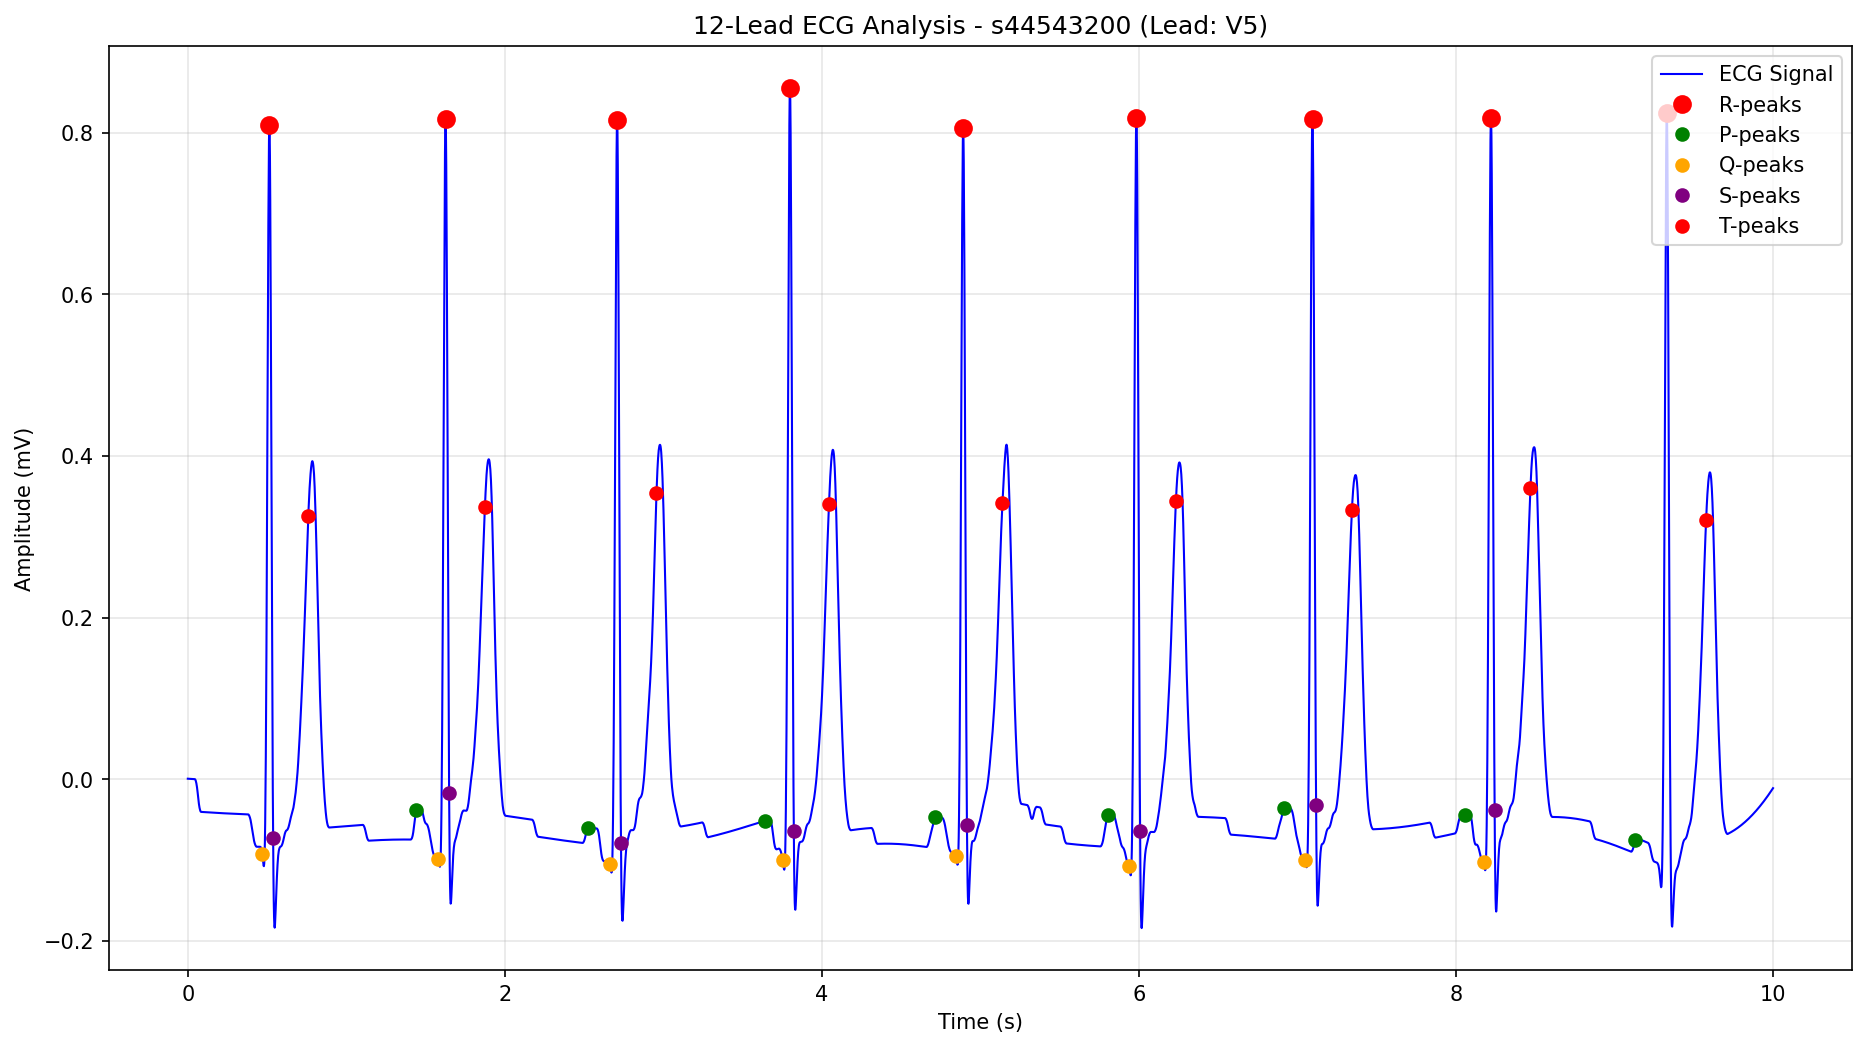 12-Lead ECG Analysis - s44543200 (Lead: V5)
ECG Signal
R-peaks
P-peaks
Q-peaks
S-peaks
T-peaks
Amplitude (mV)
0.8
0.6
0.4
0.2
0.0
−0.2
0 2 4 6 8 10
Time (s)